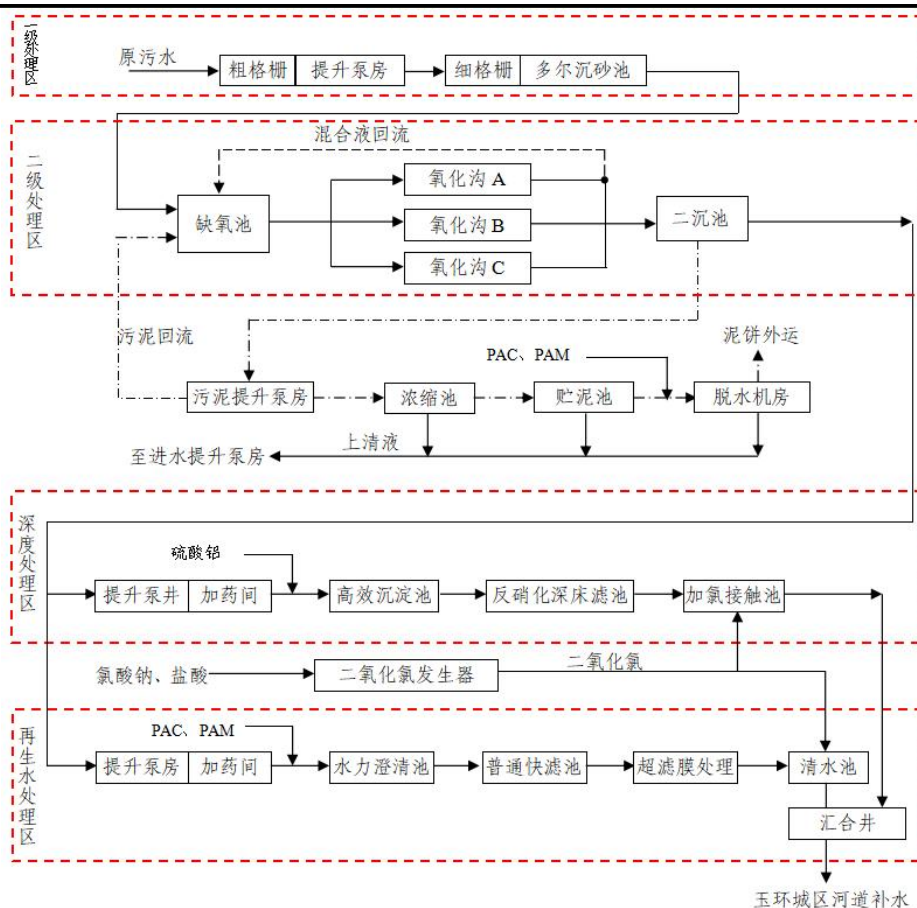 一级处理区
原污水
粗格栅 提升泵房 细格栅 多尔沉砂池
二级处理区
混合液回流
缺氧池
氧化沟 A
氧化沟 B
氧化沟 C
二沉池
污泥回流
PAC、PAM
泥饼外运
污泥提升泵房 浓缩池 贮泥池 脱水机房
上清液
至进水提升泵房
深度处理区
硫酸铝
提升泵井 加药间 高效沉淀池 反硝化深床滤池 加氯接触池
氯酸钠、盐酸 二氧化氯发生器 二氧化氯
再生水处理区
PAC、PAM
提升泵房 加药间 水力澄清池 普通快滤池 超滤膜处理 清水池
汇合井
玉环城区河道补水